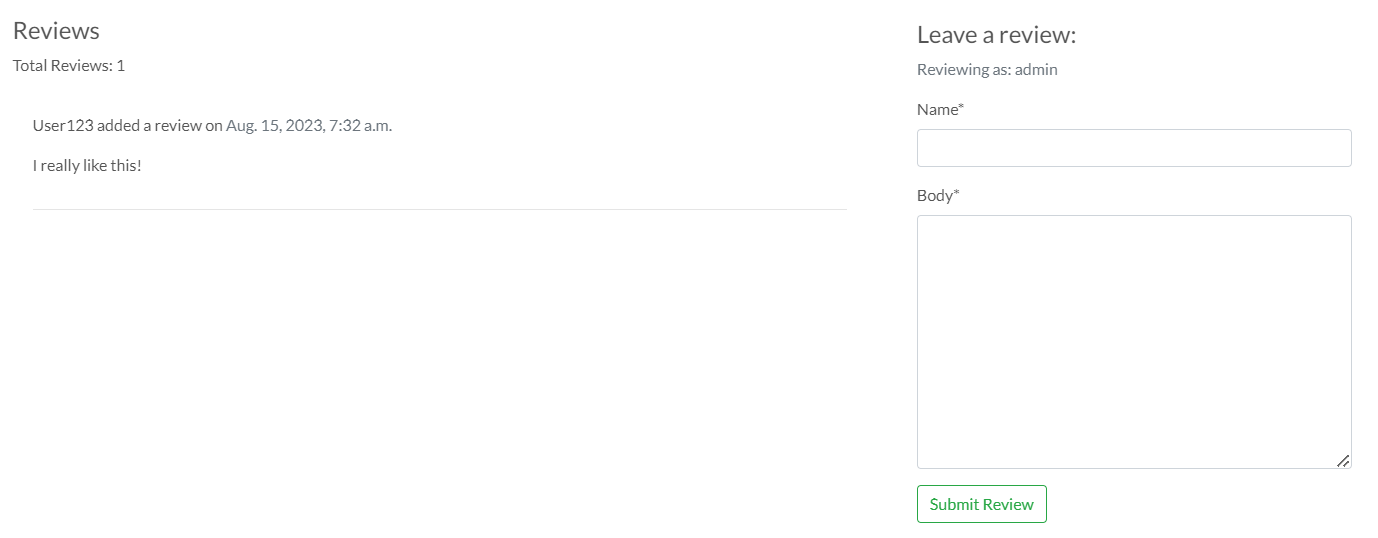 Reviews
Total Reviews: 1
User123 added a review on Aug. 15, 2023, 7:32 a.m.
I really like this!
Leave a review:
Reviewing as: admin
Name*
Body*
Submit Review